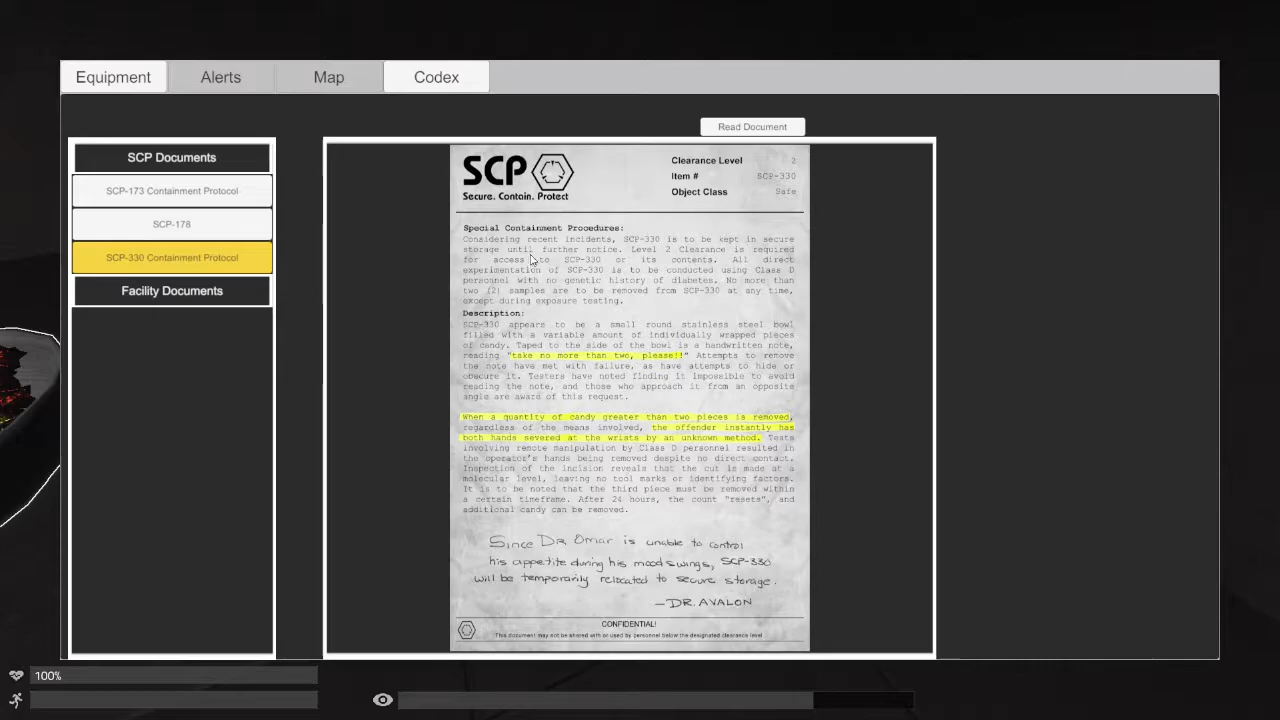 Equipment
Alerts
Map
Codex
Read Document
SCP Documents
SCP-173 Containment Protocol
SCP-178
SCP-330 Containment Protocol
Facility Documents
SCP
Secure. Contain. Protect
Clearance Level 2
Item # SCP-330
Object Class Safe
Special Containment Procedures:
Considering recent incidents, SCP-330 is to be kept in secure
storage until further notice. Level 2 Clearance is required
for access to SCP-330 or its contents. All direct
experimentation of SCP-330 is to be conducted using Class D
personnel with no genetic history of diabetes. No more than
two (2) samples are to be removed from SCP-330 at any time,
except during exposure testing.
Description:
SCP-330 appears to be a small round stainless steel bowl
filled with a variable amount of individually wrapped pieces
of candy. Taped to the side of the bowl is a handwritten note,
reading "take no more than two, please!!" Attempts to remove
the note have met with failure, as have attempts to hide or
obscure it. Testers have noted finding it impossible to avoid
reading the note, and those who approach it from an opposite
angle are aware of this request.
When a quantity of candy greater than two pieces is removed,
regardless of the means involved, the offender instantly has
both hands severed at the wrists by an unknown method. Tests
involving remote manipulation by Class D personnel resulted in
the operator's hands being removed despite no direct contact.
Inspection of the incision reveals that the cut is made at a
molecular level, leaving no tool marks or identifying factors.
It is to be noted that the third piece must be removed within
a certain timeframe. After 24 hours, the count "resets", and
additional candy can be removed.
Since DR Omar is unable to control
his appetite during his mood swings, SCP-330
will be temporarily relocated to secure storage.
—DR. AVALON
CONFIDENTIAL!
This document may not be shared with or used by personnel below the designated clearance level
100%